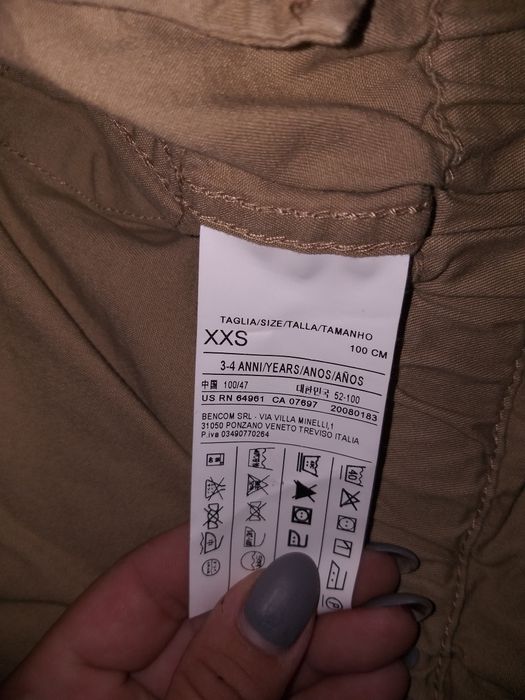 TAGLIA/SIZE/TALLA/TAMANHO
XXS
100 CM
3-4 ANNI/YEARS/ANOS/AÑOS
中国 100/47 대한민국 52-100
US RN 64961 CA 07697 20080183
BENCOM SRL - VIA VILLA MINELLI,1
31050 PONZANO VENETO TREVISO ITALIA
P.iva 03490770264
40